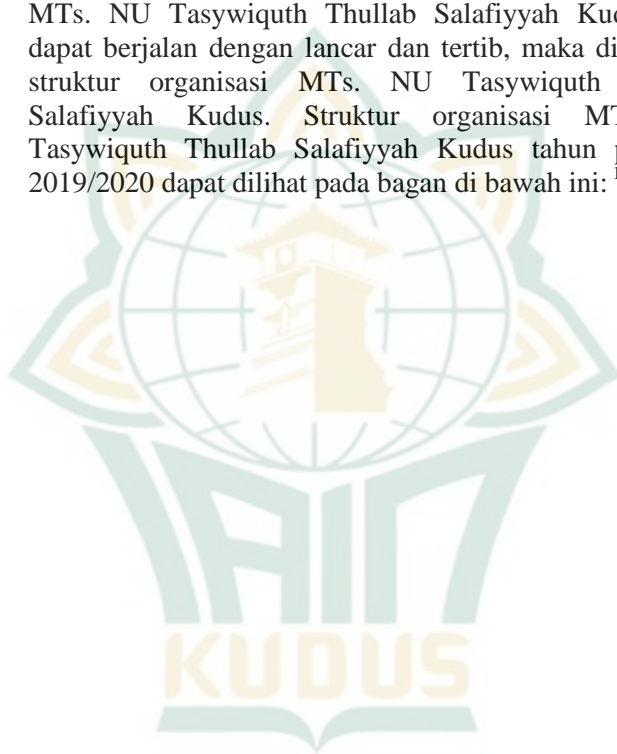 MTs. NU Tasywiquth Thullab Salafiyyah
dapat berjalan dengan lancar dan tertib, maka
struktur organisasi MTs. NU Tasywiquth
Salafiyyah Kudus. Struktur organisasi
Tasywiquth Thullab Salafiyyah Kudus tahun
2019/2020 dapat dilihat pada bagan di bawah ini:
IAIN
KUDUS